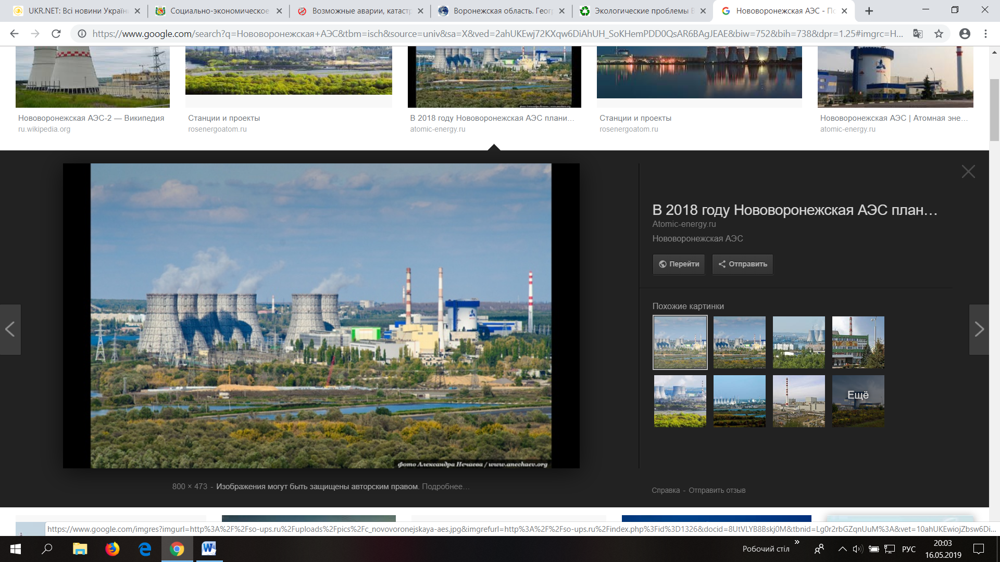 UKR.NET: Всі новини Україн
Социально-экономическое
Возможные аварии, катастр
Воронежская область. Геог
Экологические проблемы В
Нововоронежская АЭС - По
https://www.google.com/search?q=Нововоронежская+АЭС&tbm=isch&source=univ&sa=X&ved=2ahUKEwj72KXqw6DiAhUH_SoKHemPDD0QsAR6BAgJEAE&biw=752&bih=738&dpr=1.25#imgrc=H...
Нововоронежская АЭС-2 — Википедия
ru.wikipedia.org
Станции и проекты
rosenergoatom.ru
В 2018 году Нововоронежская АЭС плани...
atomic-energy.ru
Станции и проекты
rosenergoatom.ru
Нововоронежская АЭС | Атомная эне...
atomic-energy.ru
В 2018 году Нововоронежская АЭС план...
Atomic-energy.ru
Нововоронежская АЭС
Перейти
Отправить
Похожие картинки
Ещё
фото Александра Нечаева / www.anechaev.org
800 × 473 - Изображения могут быть защищены авторским правом. Подробнее...
Справка - Отправить отзыв
https://www.google.com/imgres?imgurl=http%3A%2F%2Fso-ups.ru%2Fuploads%2Fpics%2Fc_novovoronejskaya-aes.jpg&imgrefurl=http%3A%2F%2Fso-ups.ru%2Findex.php%3Fid%3D1326&docid=8UtVLYB8Bskj0M&tbnid=Lg0r2rbGZqnUuM%3A&vet=10ahUKEwiojZbsw6Di...
Робочий стіл
РУС
20:03
16.05.2019